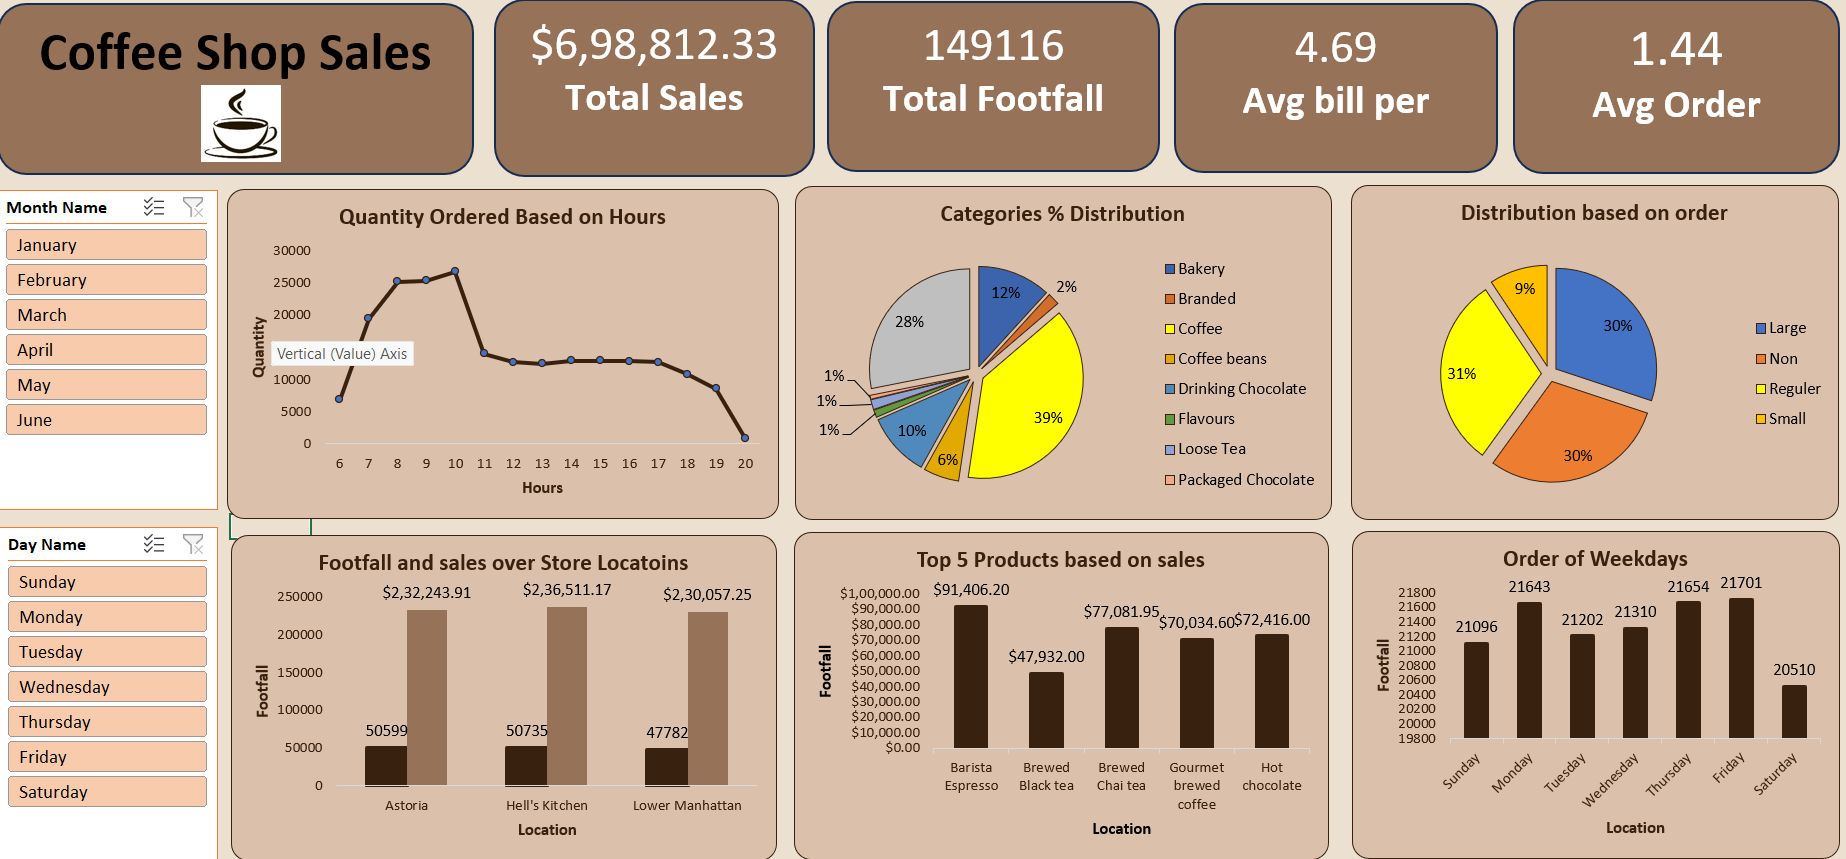 Coffee Shop Sales
$6,98,812.33
Total Sales
149116
Total Footfall
4.69
Avg bill per
1.44
Avg Order
Month Name
January
February
March
April
May
June
Day Name
Sunday
Monday
Tuesday
Wednesday
Thursday
Friday
Saturday
Quantity Ordered Based on Hours
30000
25000
20000
10000
5000
0
Quantity
Vertical (Value) Axis
6 7 8 9 10 11 12 13 14 15 16 17 18 19 20
Hours
Categories % Distribution
12%
2%
39%
6%
10%
1%
1%
1%
28%
Bakery
Branded
Coffee
Coffee beans
Drinking Chocolate
Flavours
Loose Tea
Packaged Chocolate
Distribution based on order
30%
30%
31%
9%
Large
Non
Reguler
Small
Footfall and sales over Store Locatoins
250000
200000
150000
100000
50000
0
Footfall
$2,32,243.91
$2,36,511.17
$2,30,057.25
50599
50735
47782
Astoria
Hell's Kitchen
Lower Manhattan
Location
Top 5 Products based on sales
$1,00,000.00
$90,000.00
$80,000.00
$70,000.00
$60,000.00
$50,000.00
$40,000.00
$30,000.00
$20,000.00
$10,000.00
$0.00
Footfall
$91,406.20
$47,932.00
$77,081.95
$70,034.60
$72,416.00
Barista
Espresso
Brewed
Black tea
Brewed
Chai tea
Gourmet
brewed
coffee
Hot
chocolate
Location
Order of Weekdays
21800
21600
21400
21200
21000
20800
20600
20400
20200
20000
19800
Footfall
21096
21643
21202
21310
21654
21701
20510
Sunday
Monday
Tuesday
Wednesday
Thursday
Friday
Saturday
Location